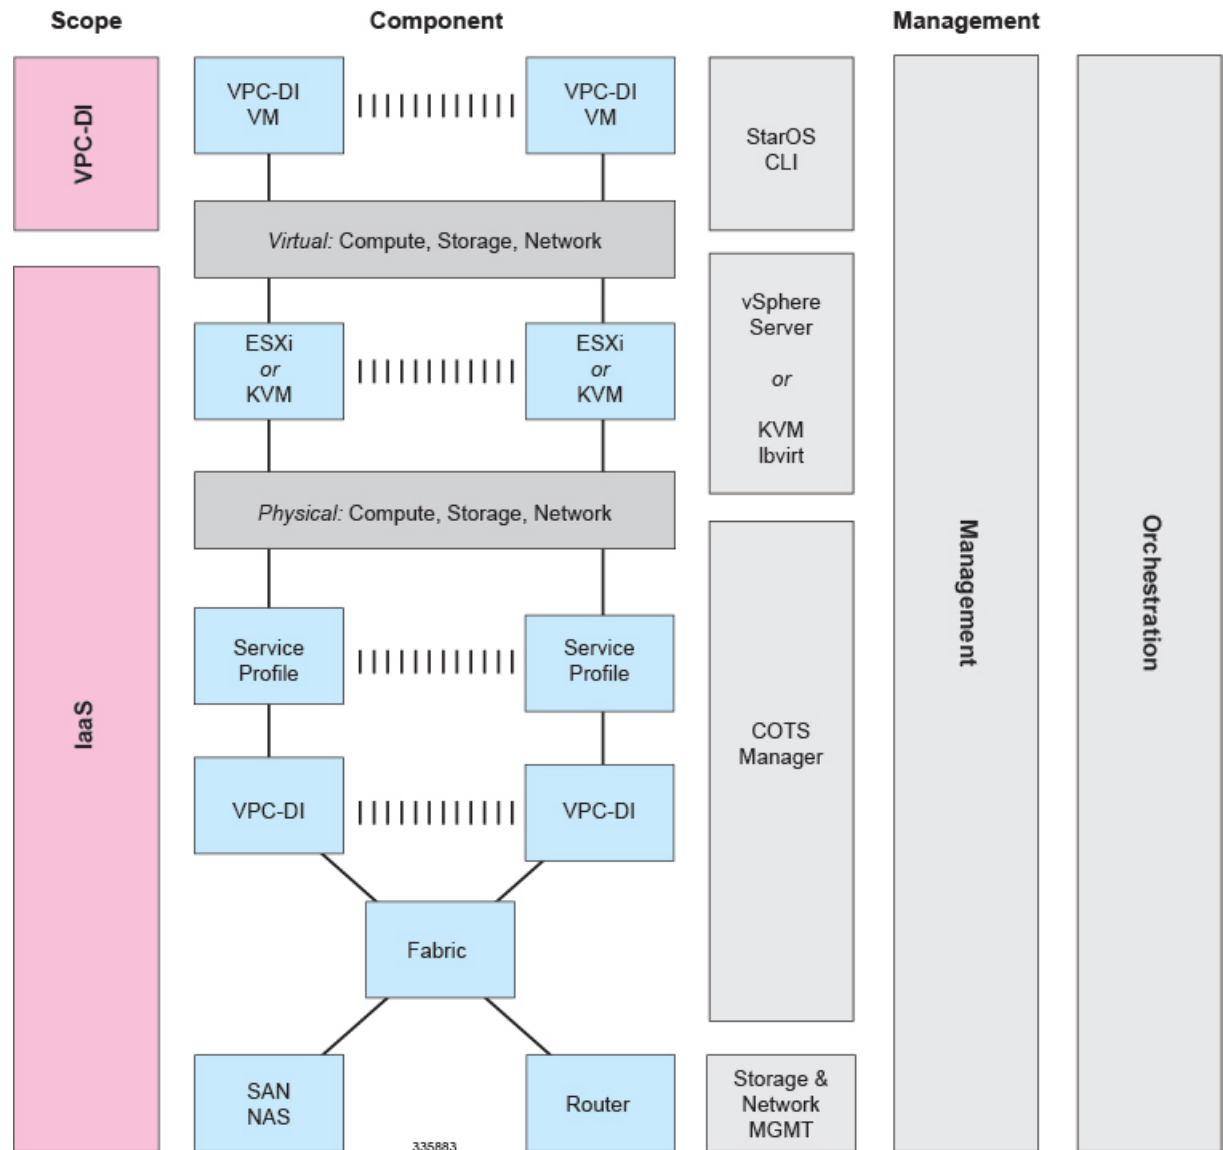 Scope
Component
Management
VPC-DI
VPC-DI
VM
VPC-DI
VM
StarOS
CLI
Virtual: Compute, Storage, Network
IaaS
ESXi
or
KVM
ESXi
or
KVM
vSphere
Server
or
KVM
Ibvirt
Physical: Compute, Storage, Network
Service
Profile
Service
Profile
COTS
Manager
VPC-DI
VPC-DI
Fabric
SAN
NAS
Router
Storage &
Network
MGMT
Management
Orchestration
335883